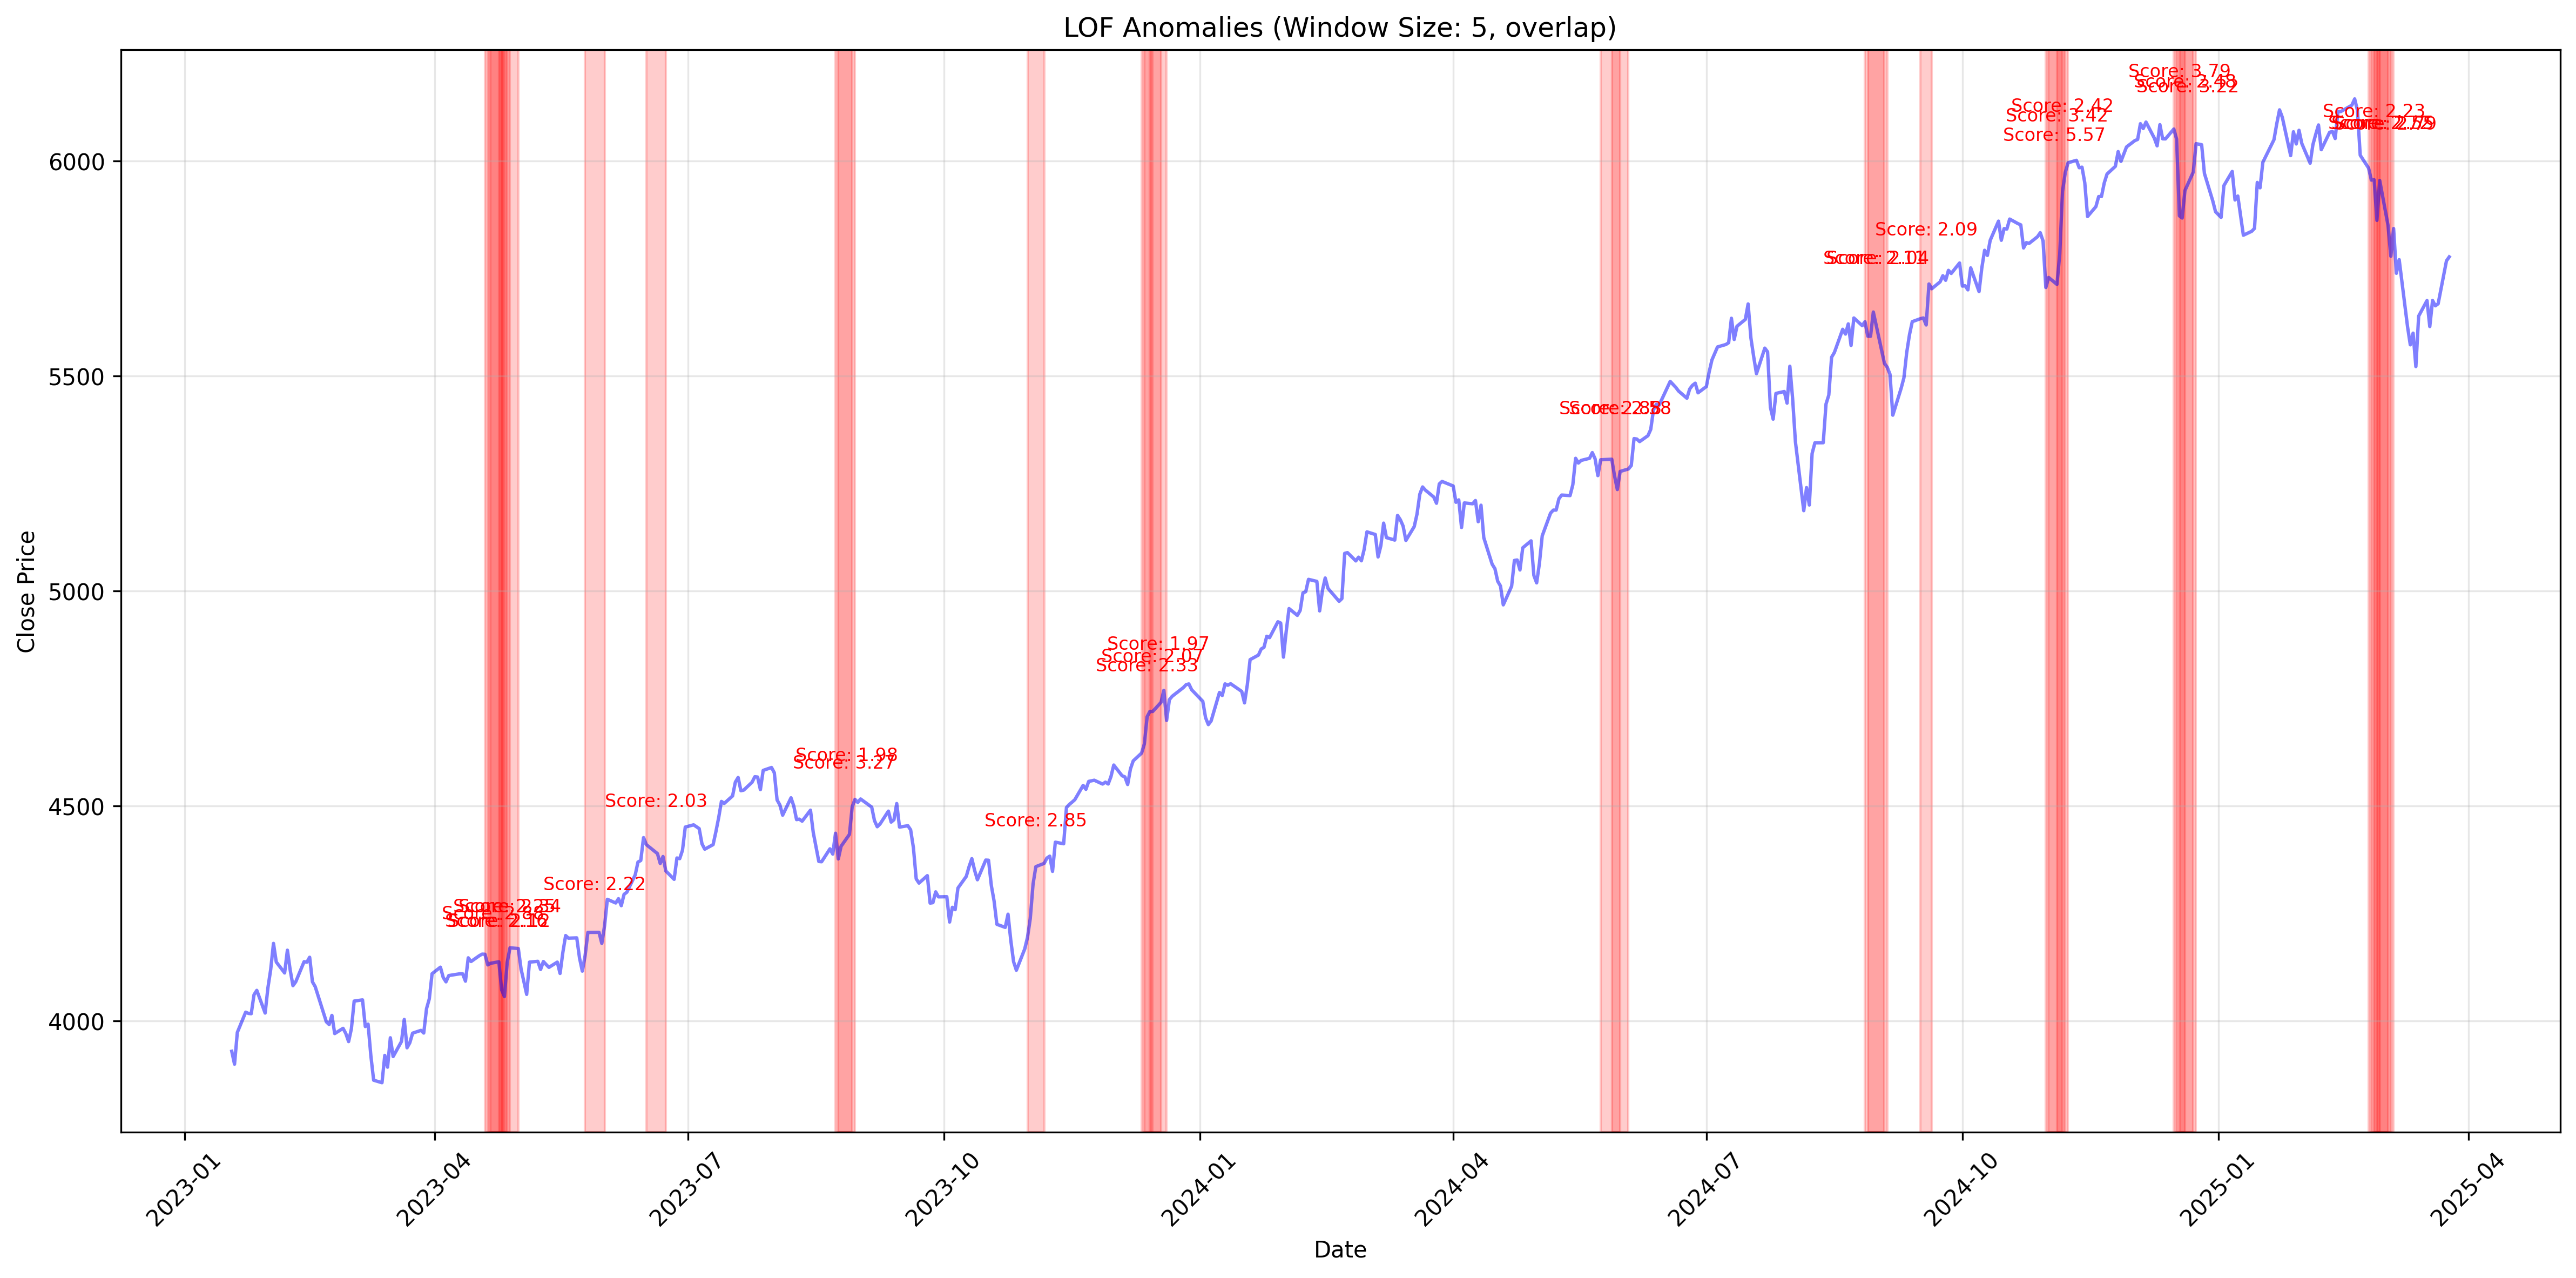 LOF Anomalies (Window Size: 5, overlap)
Close Price
6000
5500
5000
4500
4000
Score: 2.22
Score: 2.03
Score: 1.98
Score: 3.27
Score: 2.85
Score: 1.97
Score: 2.07
Score: 2.33
Score: 2.09
Score: 2.42
Score: 3.42
Score: 5.57
Score: 3.79
Score: 3.22
Score: 2.23
2023-01
2023-04
2023-07
2023-10
2024-01
2024-04
2024-07
2024-10
2025-01
2025-04
Date